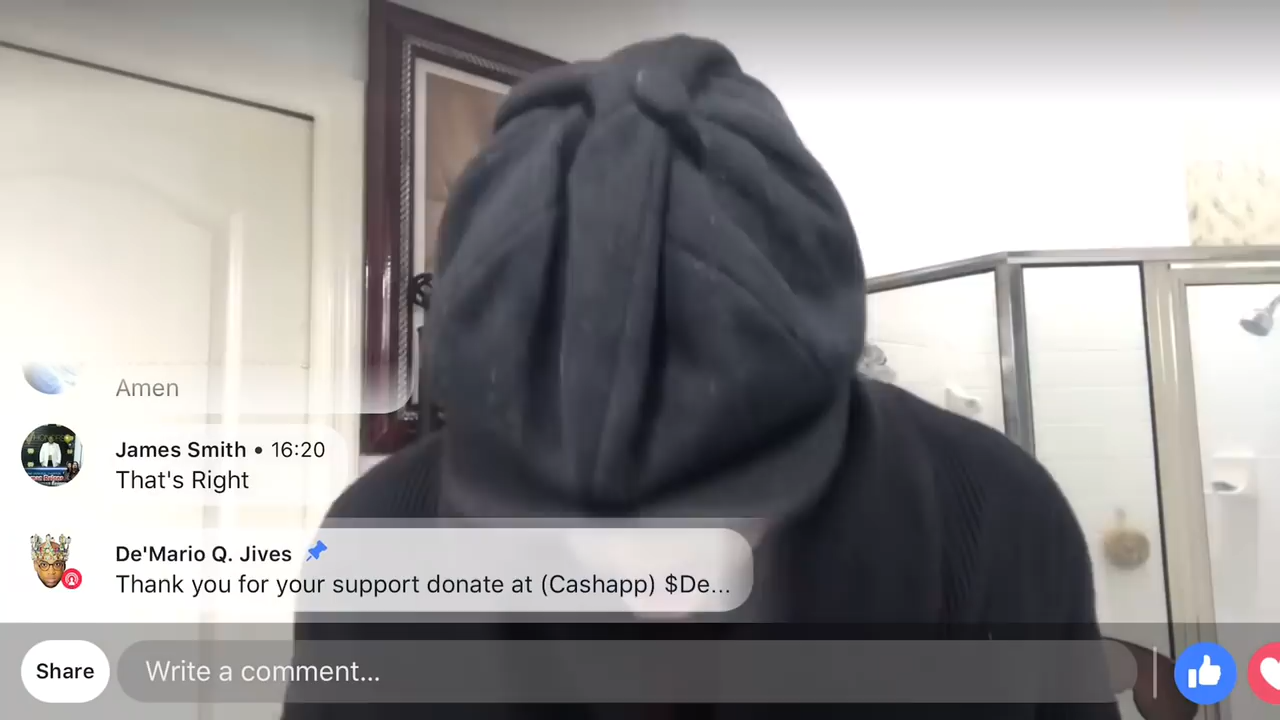 Amen
James Smith • 16:20
That's Right
De'Mario Q. Jives
Thank you for your support donate at (Cashapp) $De...
Share
Write a comment...